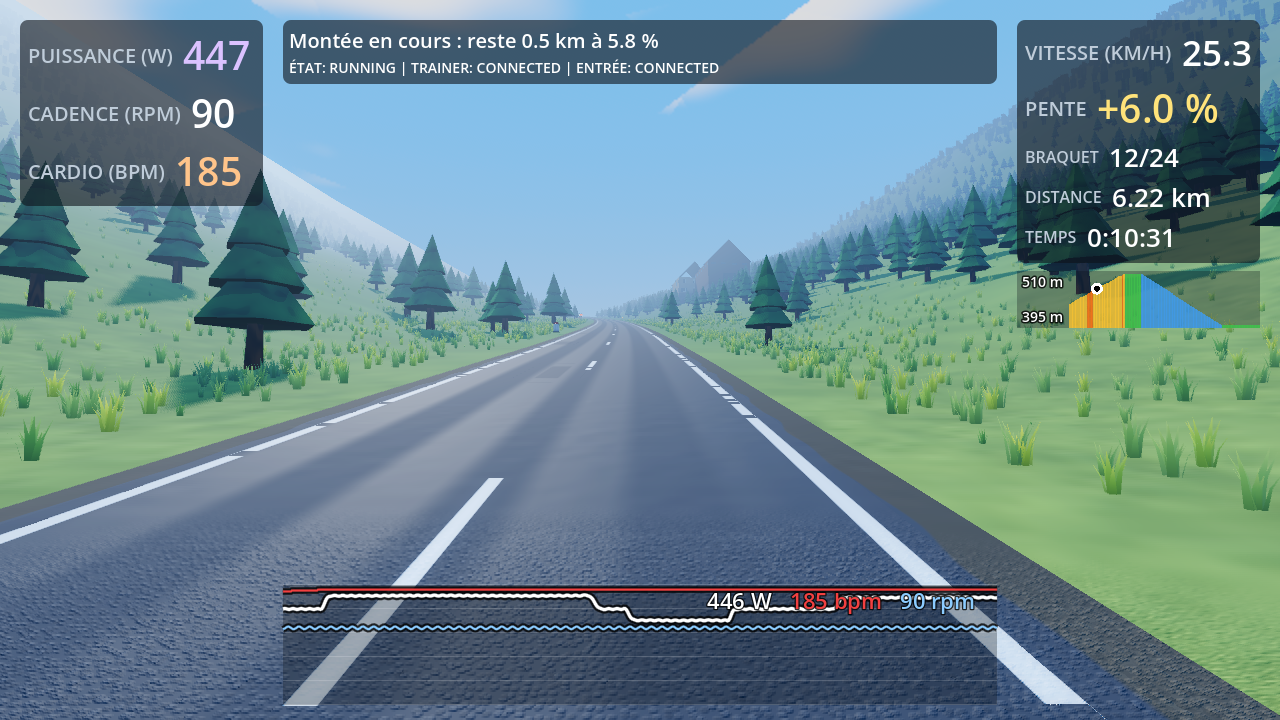 PUISSANCE (W) 447
CADENCE (RPM) 90
CARDIO (BPM) 185
Montée en cours : reste 0.5 km à 5.8 %
ÉTAT: RUNNING | TRAINER: CONNECTED | ENTRÉE: CONNECTED
VITESSE (KM/H) 25.3
PENTE +6.0 %
BRAQUET 12/24
DISTANCE 6.22 km
TEMPS 0:10:31
510 m
395 m
446 W 185 bpm 90 rpm